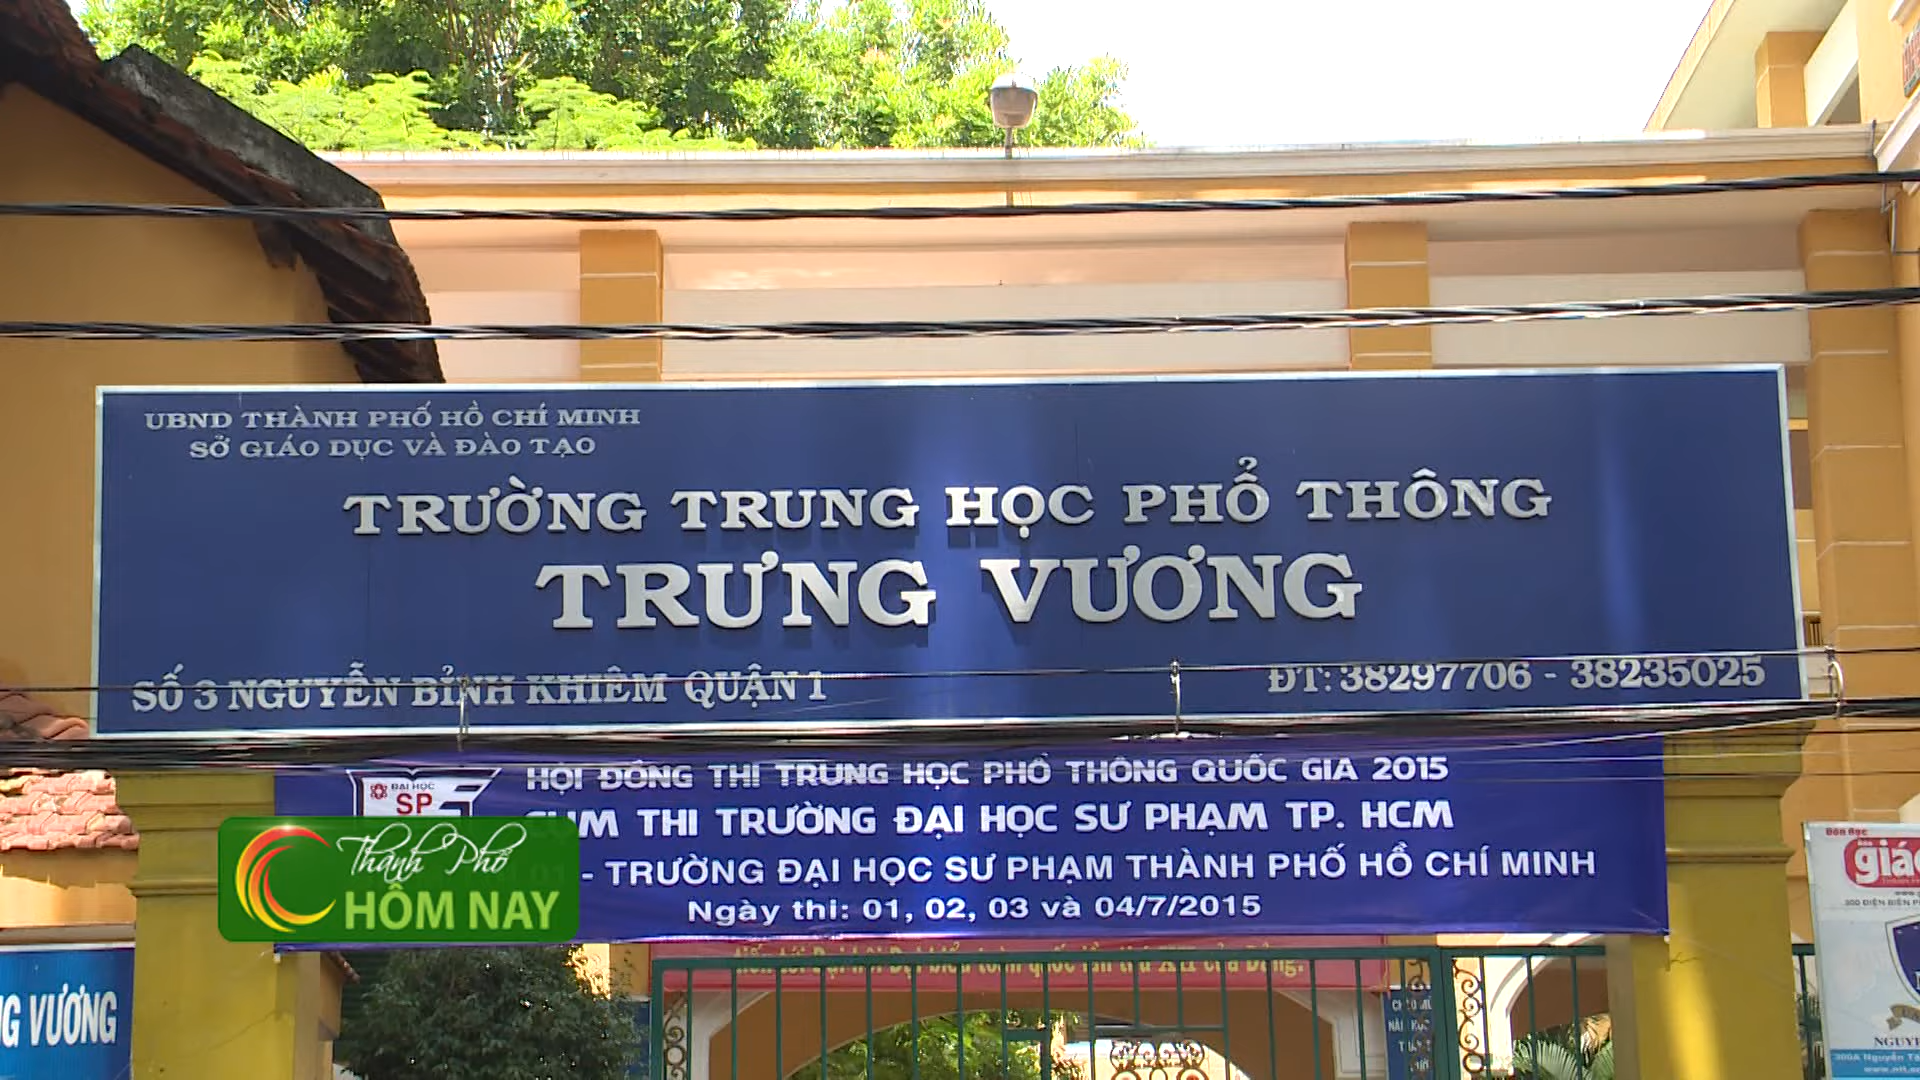 UBND THÀNH PHỐ HỒ CHÍ MINH
SỞ GIÁO DỤC VÀ ĐÀO TẠO
TRƯỜNG TRUNG HỌC PHỔ THÔNG
TRƯNG VƯƠNG
SỐ 3 NGUYỄN BỈNH KHIÊM QUẬN 1
ĐT: 38297706 - 38235025
HỘI ĐỒNG THI TRUNG HỌC PHỔ THÔNG QUỐC GIA 2015
CỤM THI TRƯỜNG ĐẠI HỌC SƯ PHẠM TP. HCM
- TRƯỜNG ĐẠI HỌC SƯ PHẠM THÀNH PHỐ HỒ CHÍ MINH
Ngày thi: 01, 02, 03 và 04/7/2015
ĐẠI HỌC
SP
Thành Phố
HÔM NAY
VƯƠNG